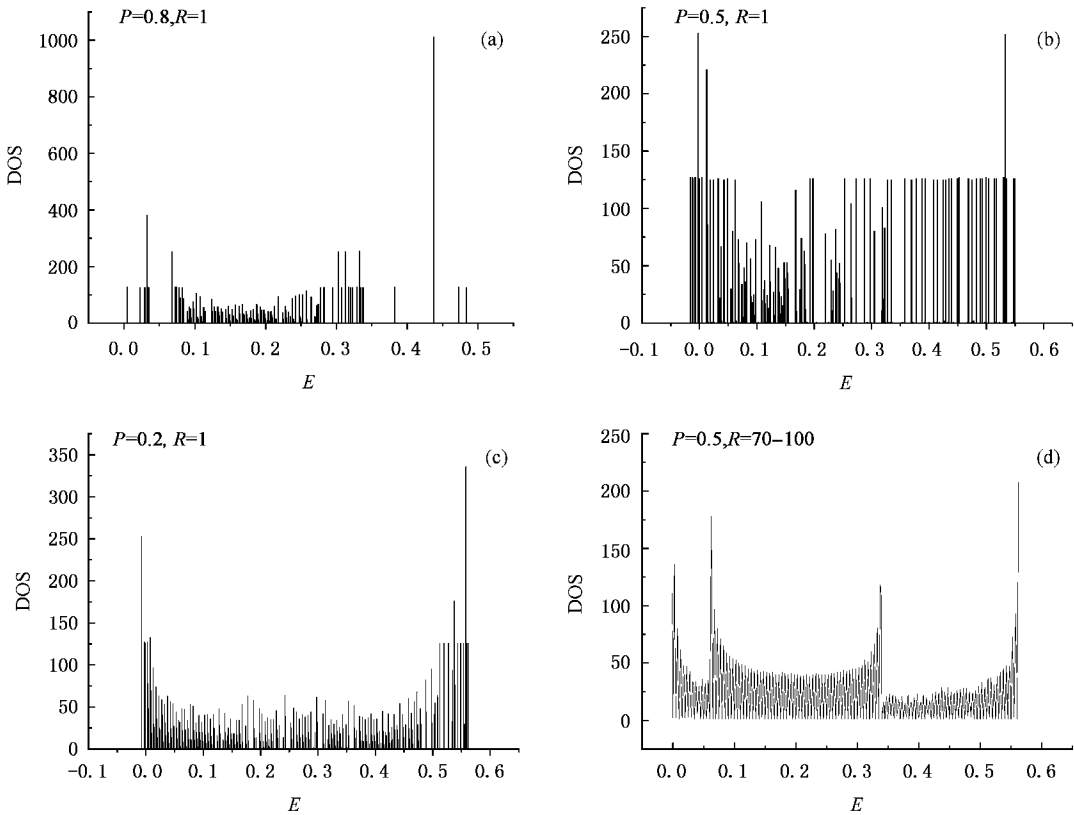 P=0.8,R=1
(a)
1000
800
600
400
200
0
DOS
0.0 0.1 0.2 0.3 0.4 0.5
E
P=0.5, R=1
(b)
250
200
150
100
50
0
DOS
-0.1 0.0 0.1 0.2 0.3 0.4 0.5 0.6
E
P=0.2, R=1
(c)
350
300
250
200
150
100
50
0
DOS
-0.1 0.0 0.1 0.2 0.3 0.4 0.5 0.6
E
P=0.5,R=70−100
(d)
250
200
150
100
50
0
DOS
0.0 0.1 0.2 0.3 0.4 0.5 0.6
E